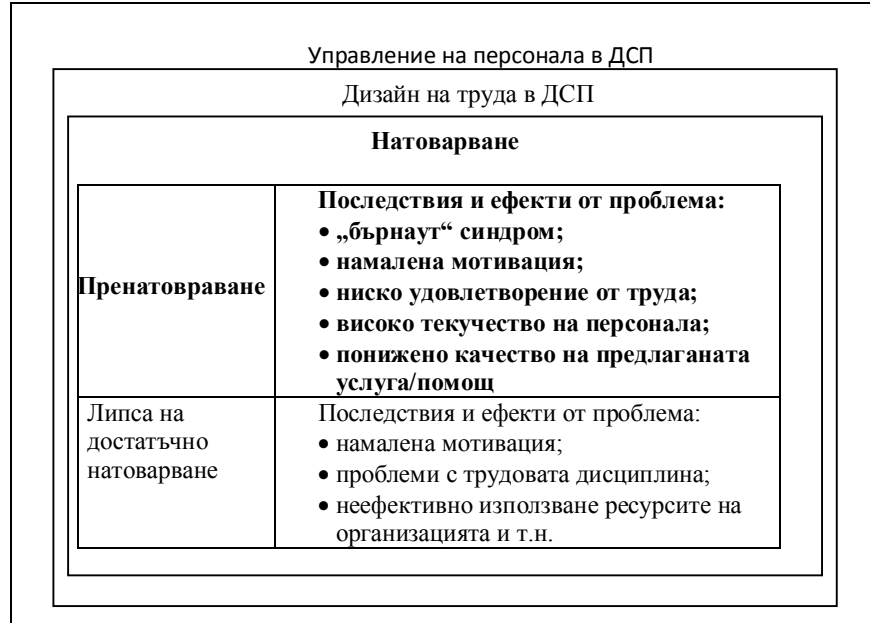 Управление на персонала в ДСП
Дизайн на труда в ДСП
Натоварване
Пренатовраване
Последствия и ефекти от проблема:
• „бърнаут“ синдром;
• намалена мотивация;
• ниско удовлетворение от труда;
• високо текучество на персонала;
• понижено качество на предлаганата
услуга/помощ
Липса на
достатъчно
натоварване
Последствия и ефекти от проблема:
• намалена мотивация;
• проблеми с трудовата дисциплина;
• неефективно използване ресурсите на
организацията и т.н.